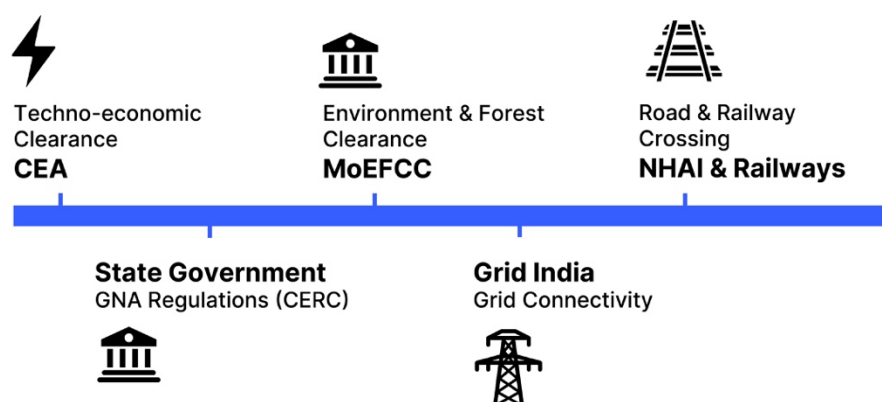 Techno-economic
Clearance
CEA
Environment & Forest
Clearance
MoEFCC
Road & Railway
Crossing
NHAI & Railways
State Government
GNA Regulations (CERC)
Grid India
Grid Connectivity